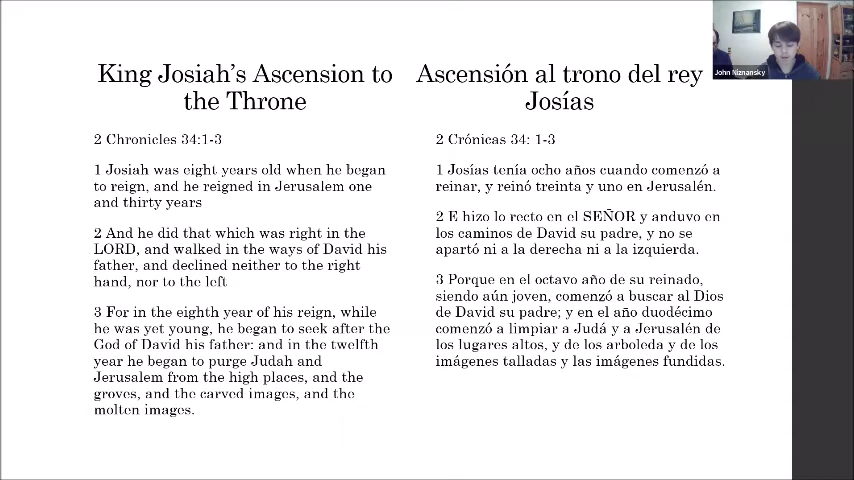 King Josiah's Ascension to
the Throne
2 Chronicles 34:1-3
1 Josiah was eight years old when he began
to reign, and he reigned in Jerusalem one
and thirty years
2 And he did that which was right in the
LORD, and walked in the ways of David his
father, and declined neither to the right
hand, nor to the left
3 For in the eighth year of his reign, while
he was yet young, he began to seek after the
God of David his father: and in the twelfth
year he began to purge Judah and
Jerusalem from the high places, and the
groves, and the carved images, and the
molten images.
Ascensión al trono del rey
Josías
2 Crónicas 34: 1-3
1 Josías tenía ocho años cuando comenzó a
reinar, y reinó treinta y uno en Jerusalén.
2 E hizo lo recto en el SEÑOR y anduvo en
los caminos de David su padre, y no se
apartó ni a la derecha ni a la izquierda.
3 Porque en el octavo año de su reinado,
siendo aún joven, comenzó a buscar al Dios
de David su padre; y en el año duodécimo
comenzó a limpiar a Judá y a Jerusalén de
los lugares altos, y de los arboleda y de los
imágenes talladas y las imágenes fundidas.
John Niznansky